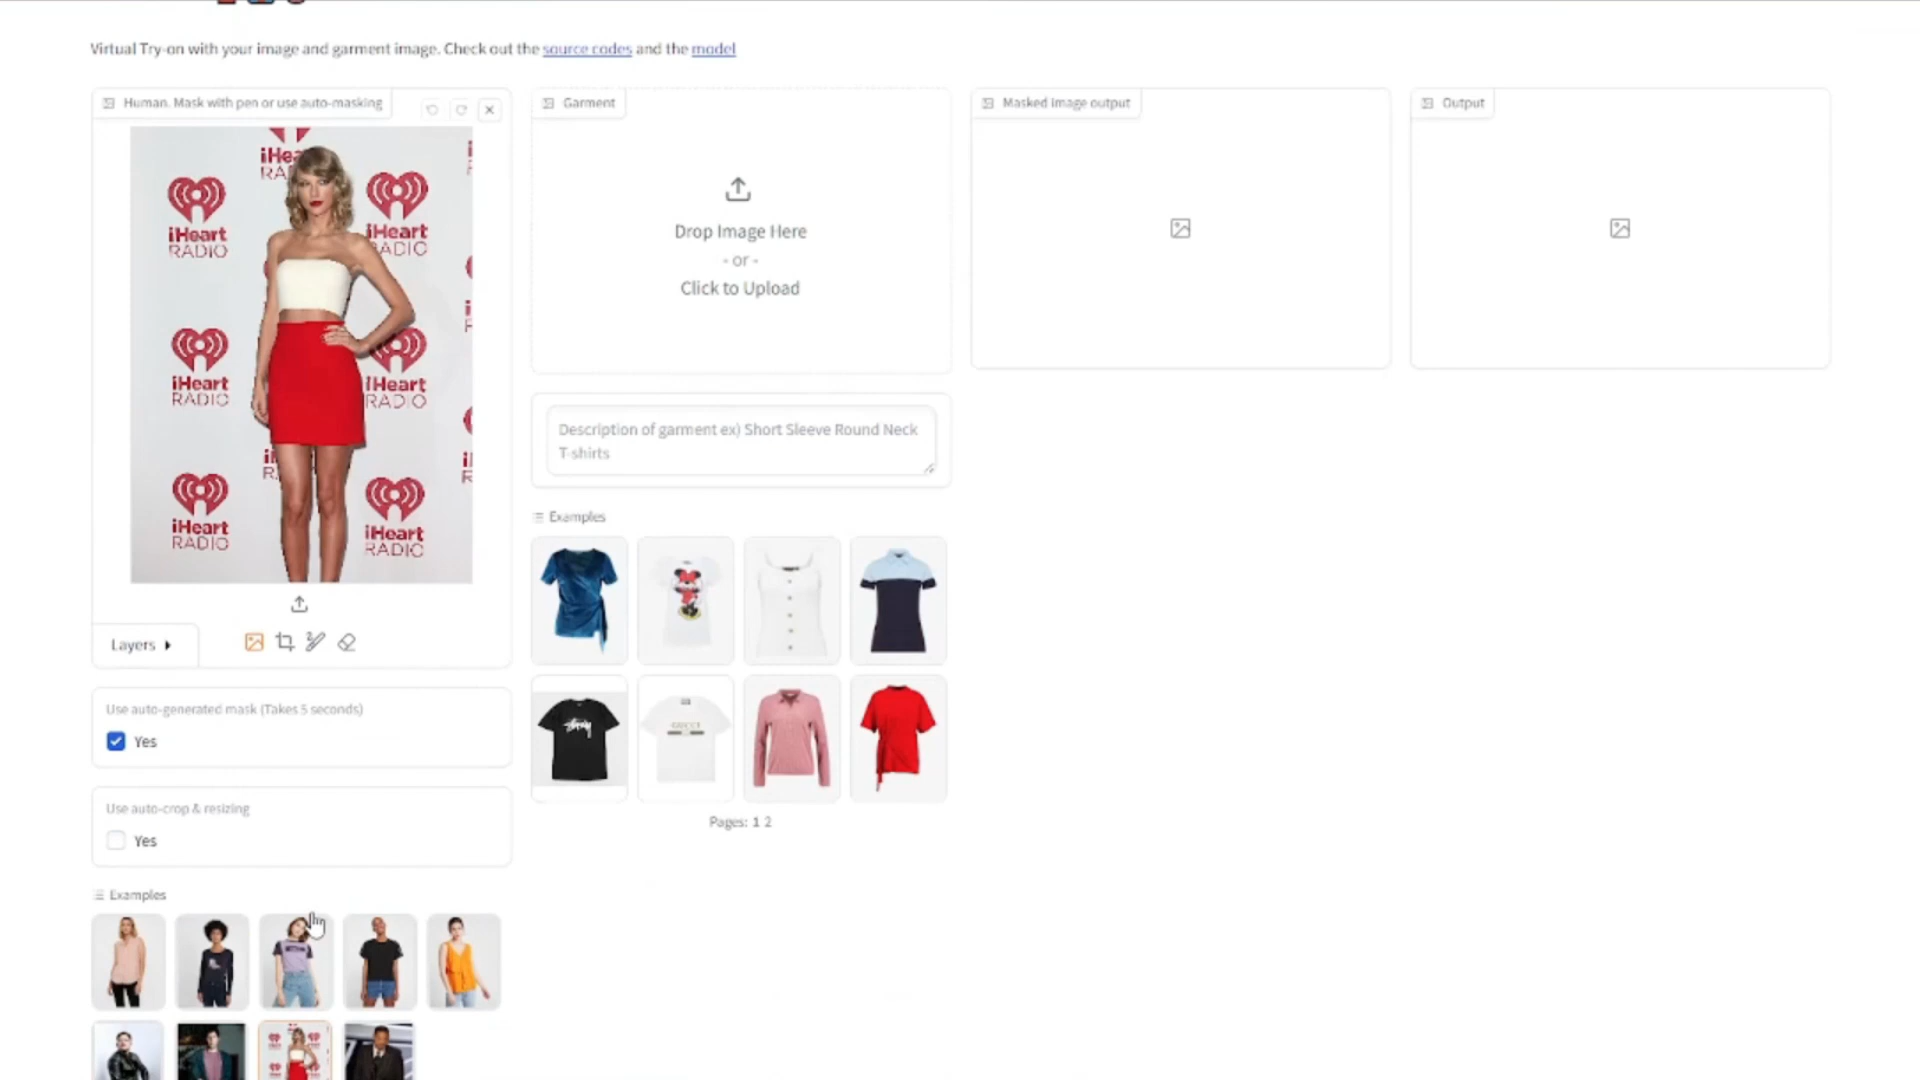 Virtual Try-on with your image and garment image. Check out the source codes and the model
Human. Mask with pen or use auto-masking
Garment
Masked image output
Output
iHea
RA
iHeart
RADIO
iHeart
ADIO
iHeart
RADIO
iHeart
RADIO
iHeart
RADIO
iHeart
RADIO
Drop Image Here
- or -
Click to Upload
Description of garment ex) Short Sleeve Round Neck
T-shirts
Examples
GUCCI
Pages: 1 2
Layers
Use auto-generated mask (Takes 5 seconds)
Yes
Use auto-crop & resizing
Yes
Examples